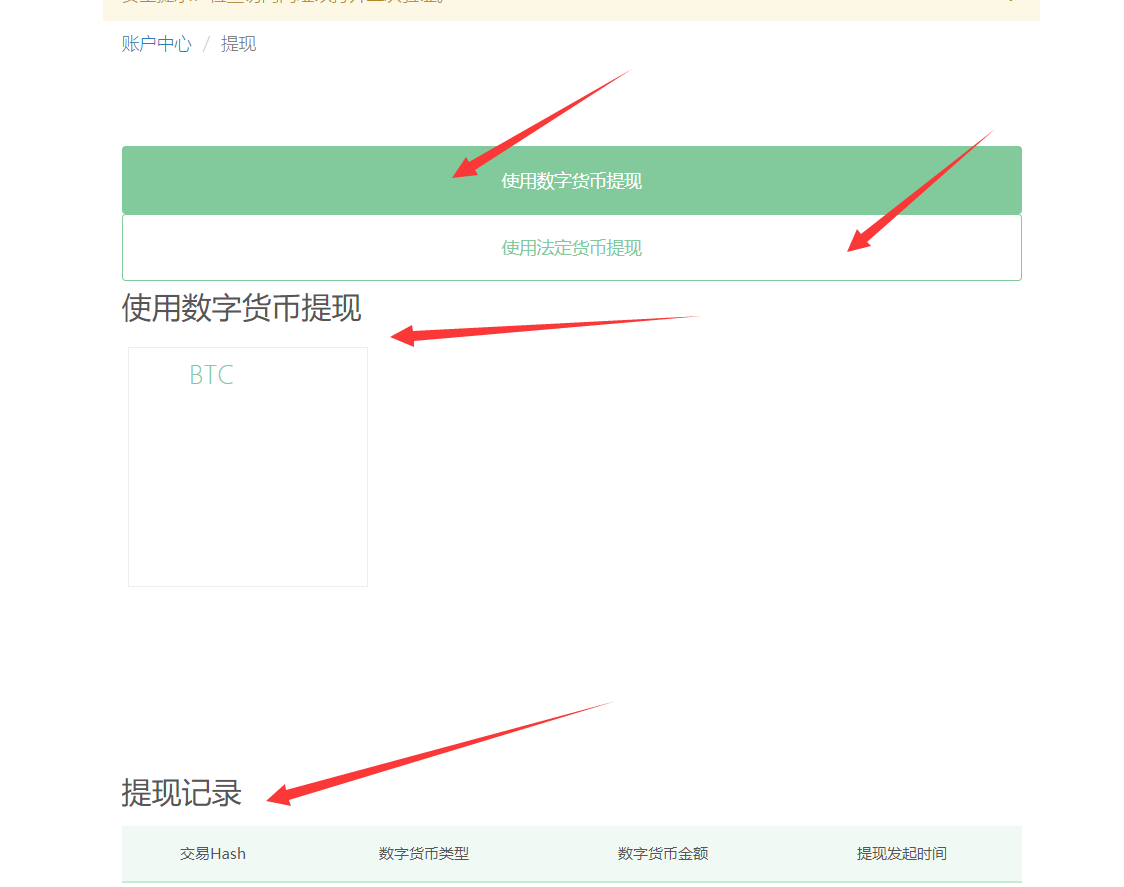 账户中心 / 提现
使用数字货币提现
使用法定货币提现
使用数字货币提现
BTC
提现记录
交易Hash 数字货币类型 数字货币金额 提现发起时间